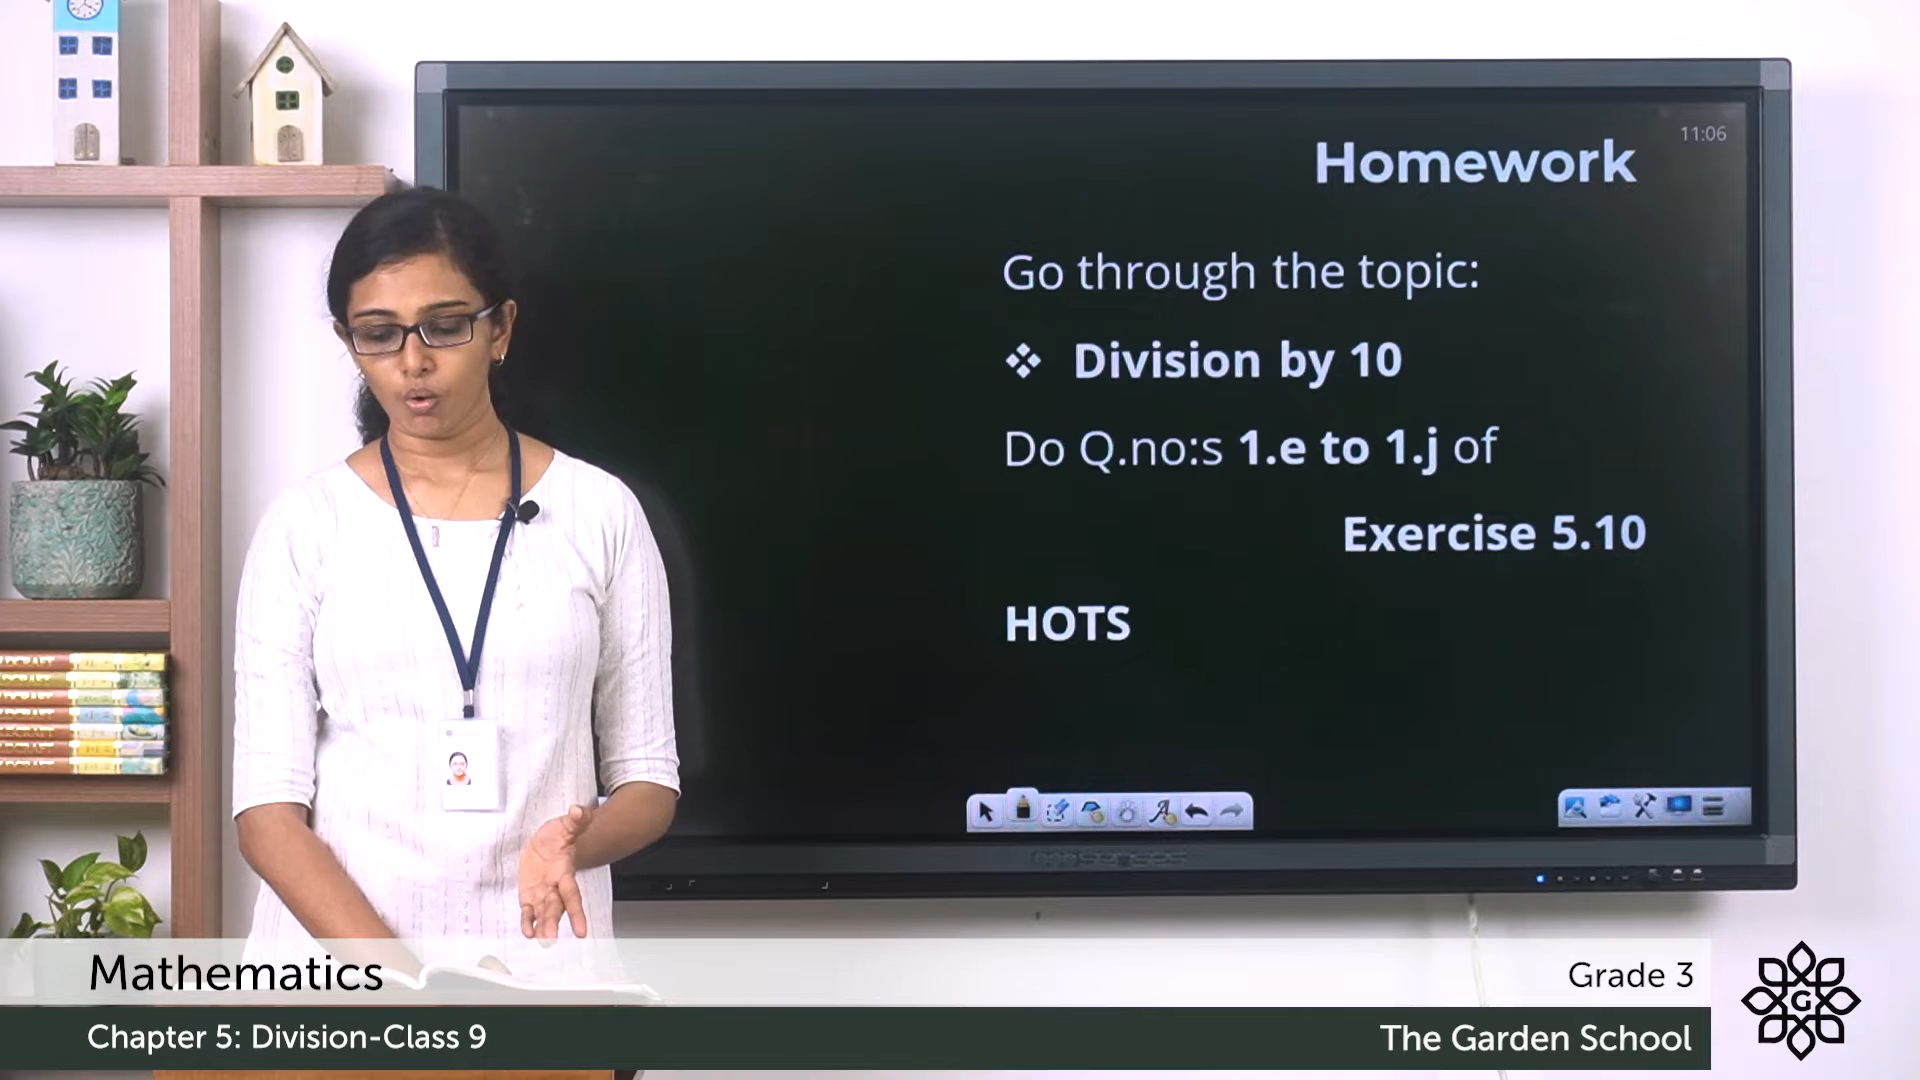 11:06
Homework
Go through the topic:
❖ Division by 10
Do Q.no:s 1.e to 1.j of
Exercise 5.10
HOTS
Mathematics
Grade 3
Chapter 5: Division-Class 9
The Garden School
G